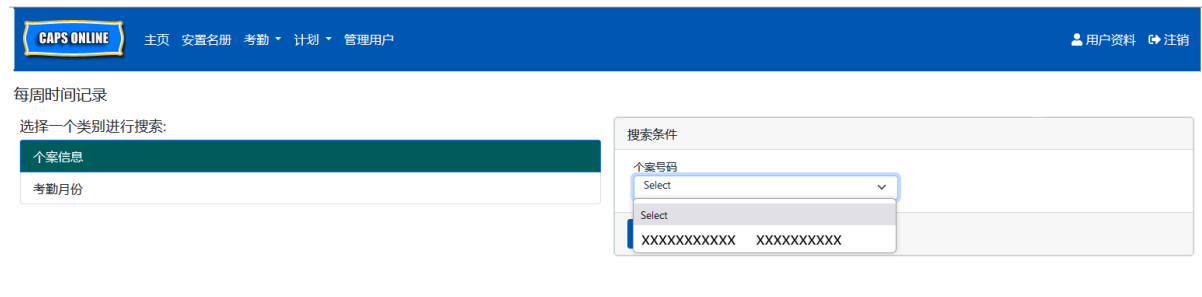 CAPS ONLINE 主页 安置名册 考勤 计划 管理用户 用户资料 注销
每周时间记录
选择一个类别进行搜索:
个案信息
考勤月份
搜索条件
个案号码
Select
Select
XXXXXXXXXXX XXXXXXXXXX